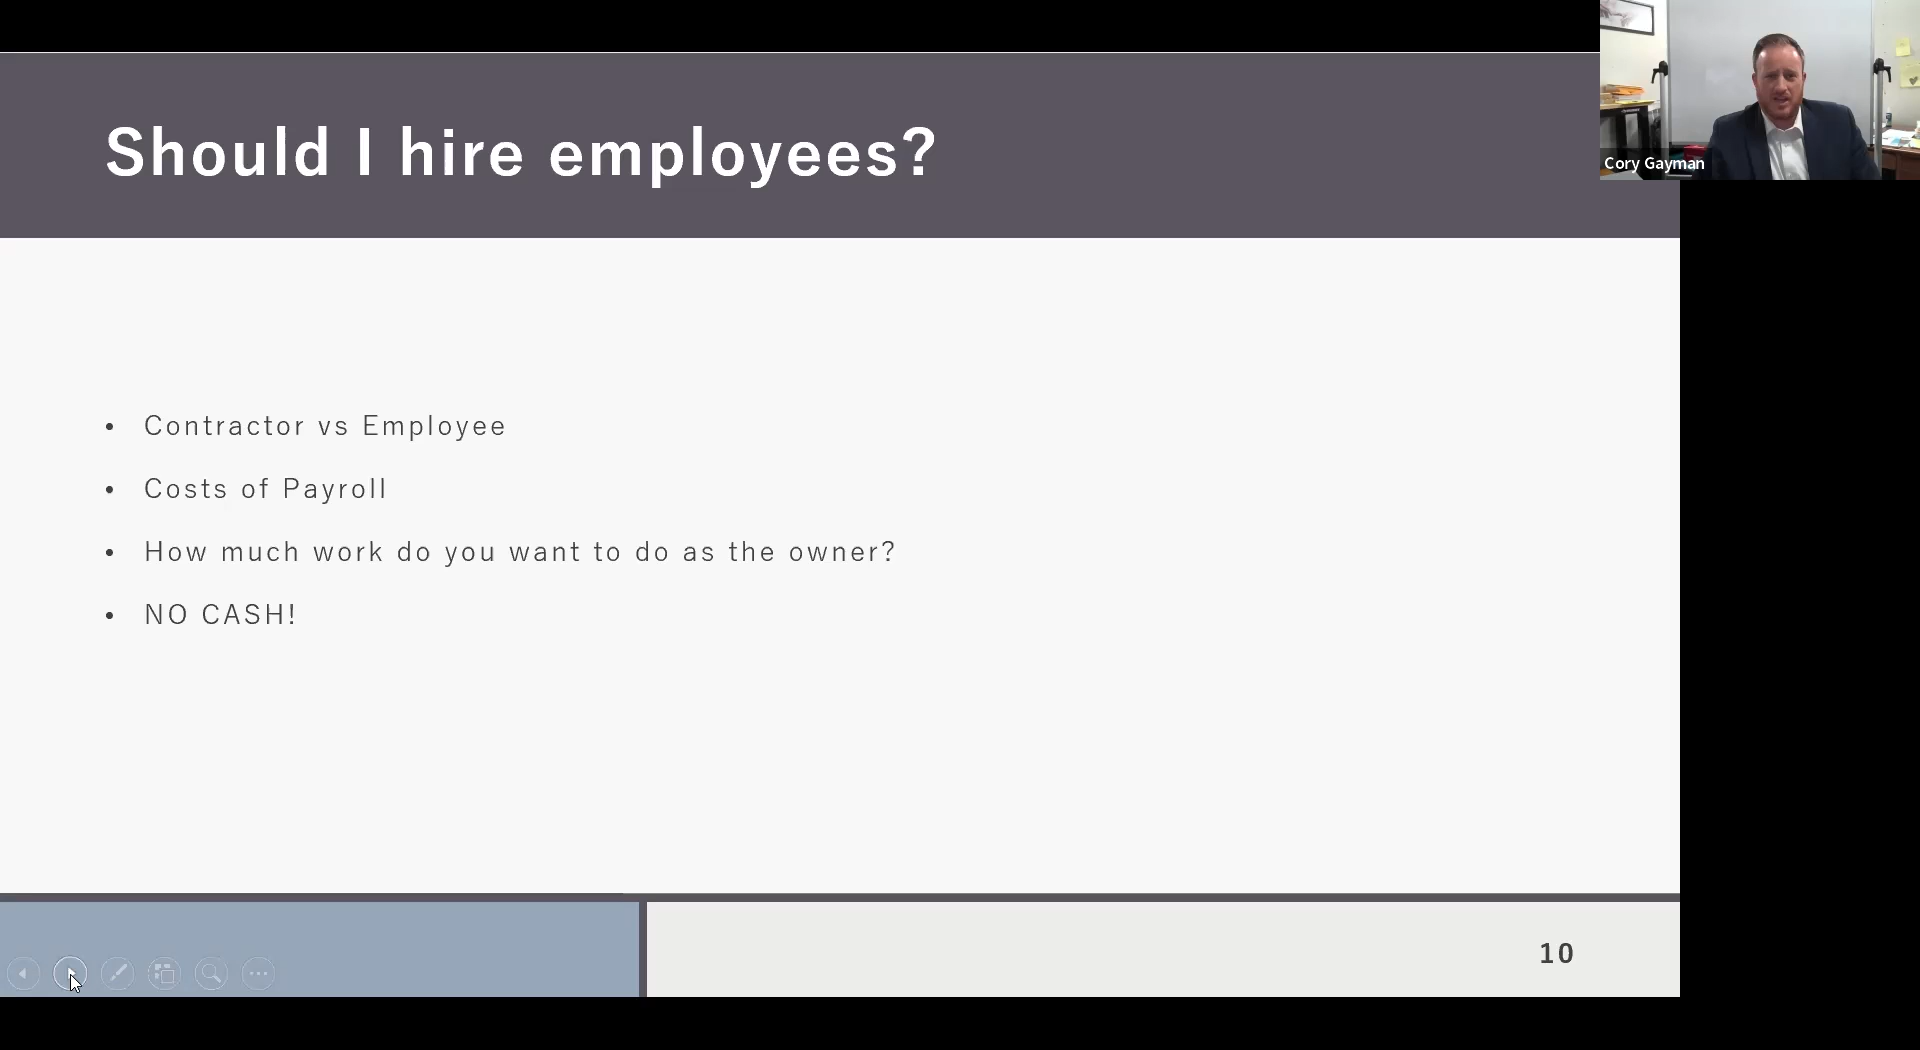 Should I hire employees?
Cory Gayman
• Contractor vs Employee
• Costs of Payroll
• How much work do you want to do as the owner?
• NO CASH!
10